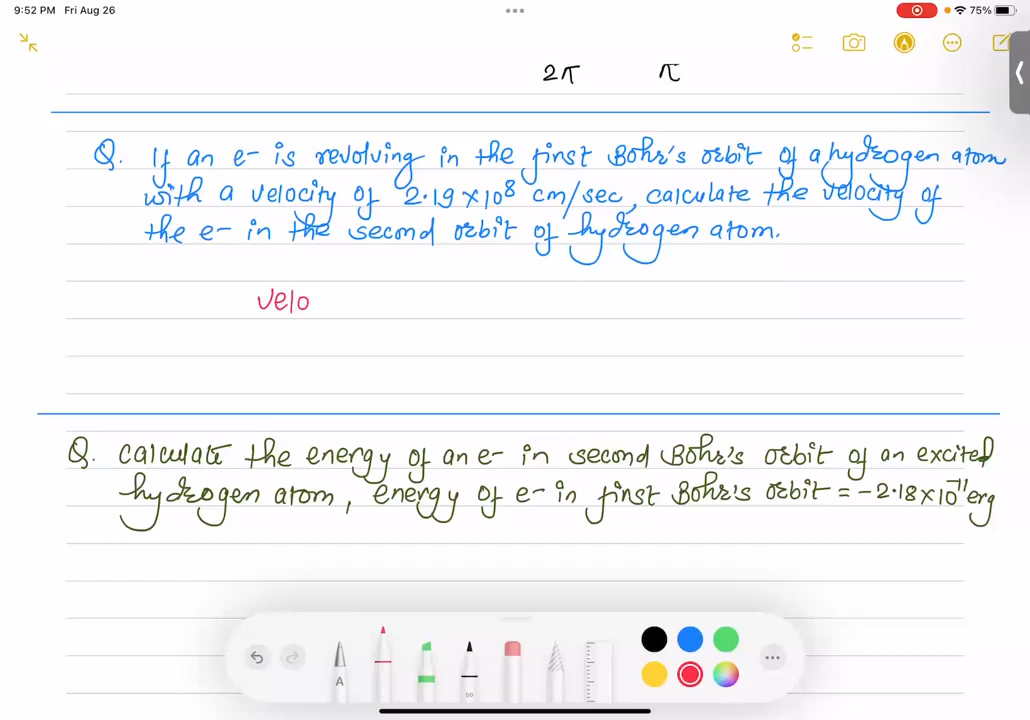 9:52 PM Fri Aug 26
75%
2π π
Q. If an e- is revolving in the first Bohr's orbit of a hydrogen atom
with a velocity of 2.19×10⁸ cm/sec, calculate the velocity of
the e- in the second orbit of hydrogen atom.
velo
Q. Calculate the energy of an e- in second Bohr's orbit of an excited
hydrogen atom, energy of e- in first Bohr's orbit = -2.18×10⁻¹¹ erg
A
50